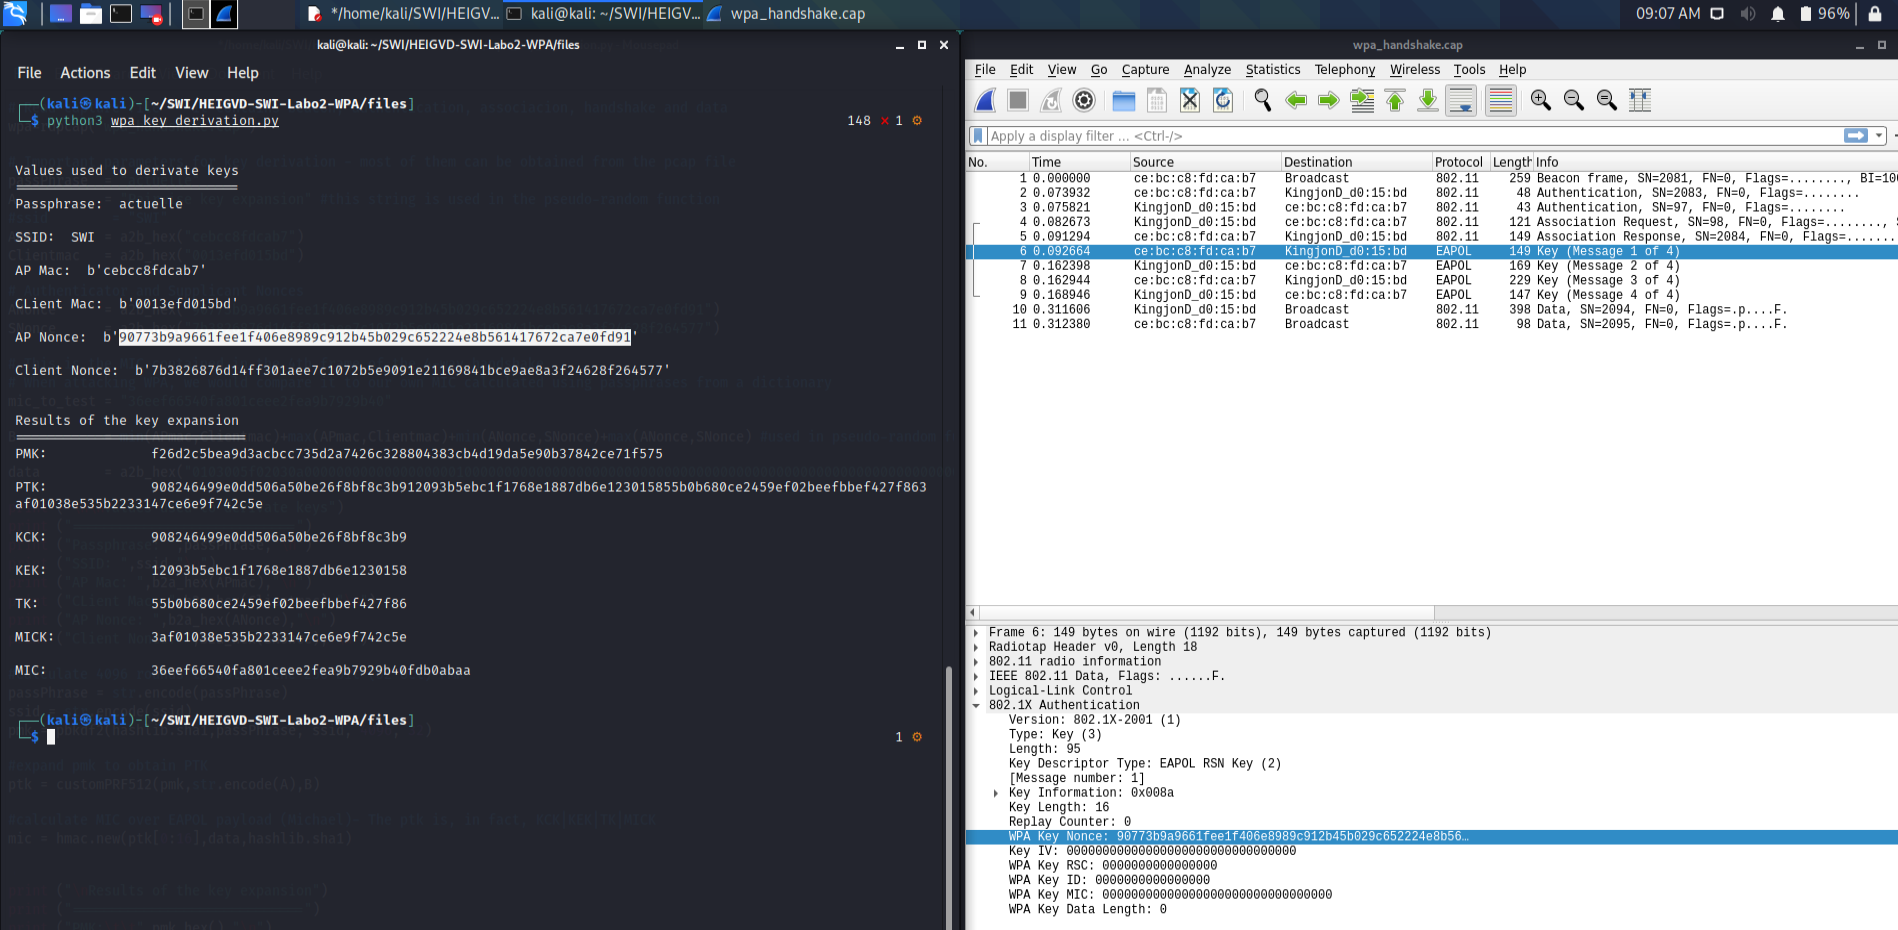 */home/kali/SWI/HEIGV... kali@kali: ~/SWI/HEIGV... wpa_handshake.cap 09:07 AM 96%
kali@kali: ~/SWI/HEIGVD-SWI-Labo2-WPA/files
File Actions Edit View Help
(kali㉿kali)-[~/SWI/HEIGVD-SWI-Labo2-WPA/files]
$ python3 wpa_key_derivation.py 148 ⨯ 1 ⚙
Values used to derivate keys
============================
Passphrase: actuelle
SSID: SWI
AP Mac: b'cebcc8fdcab7'
CLient Mac: b'0013efd015bd'
AP Nonce: b'90773b9a9661fee1f406e8989c912b45b029c652224e8b561417672ca7e0fd91'
Client Nonce: b'7b3826876d14ff301aee7c1072b5e9091e21169841bce9ae8a3f24628f264577'
Results of the key expansion
=============================
PMK: f26d2c5bea9d3acbcc735d2a7426c328804383cb4d19da5e90b37842ce71f575
PTK: 908246499e0dd506a50be26f8bf8c3b912093b5ebc1f1768e1887db6e123015855b0b680ce2459ef02beefbbef427f863
af01038e535b2233147ce6e9f742c5e
KCK: 908246499e0dd506a50be26f8bf8c3b9
KEK: 12093b5ebc1f1768e1887db6e1230158
TK: 55b0b680ce2459ef02beefbbef427f86
MICK: 3af01038e535b2233147ce6e9f742c5e
MIC: 36eef66540fa801ceee2fea9b7929b40fdb0abaa
(kali㉿kali)-[~/SWI/HEIGVD-SWI-Labo2-WPA/files]
$ 1 ⚙
#expand pmk to obtain PTK
ptk = customPRF512(pmk,str.encode(A),B)
wpa_handshake.cap
File Edit View Go Capture Analyze Statistics Telephony Wireless Tools Help
Apply a display filter ... <Ctrl-/>
No. Time Source Destination Protocol Length Info
1 0.000000 ce:bc:c8:fd:ca:b7 Broadcast 802.11 259 Beacon frame, SN=2081, FN=0, Flags=........, BI=100
2 0.073932 ce:bc:c8:fd:ca:b7 KingjonD_d0:15:bd 802.11 48 Authentication, SN=2083, FN=0, Flags=........
3 0.075821 KingjonD_d0:15:bd ce:bc:c8:fd:ca:b7 802.11 43 Authentication, SN=97, FN=0, Flags=........
4 0.082673 KingjonD_d0:15:bd ce:bc:c8:fd:ca:b7 802.11 121 Association Request, SN=98, FN=0, Flags=........, S
5 0.091294 ce:bc:c8:fd:ca:b7 KingjonD_d0:15:bd 802.11 149 Association Response, SN=2084, FN=0, Flags=.......
6 0.092664 ce:bc:c8:fd:ca:b7 KingjonD_d0:15:bd EAPOL 149 Key (Message 1 of 4)
7 0.162398 KingjonD_d0:15:bd ce:bc:c8:fd:ca:b7 EAPOL 169 Key (Message 2 of 4)
8 0.162944 ce:bc:c8:fd:ca:b7 KingjonD_d0:15:bd EAPOL 229 Key (Message 3 of 4)
9 0.168946 KingjonD_d0:15:bd ce:bc:c8:fd:ca:b7 EAPOL 147 Key (Message 4 of 4)
10 0.311606 KingjonD_d0:15:bd Broadcast 802.11 398 Data, SN=2094, FN=0, Flags=.p....F.
11 0.312380 ce:bc:c8:fd:ca:b7 Broadcast 802.11 98 Data, SN=2095, FN=0, Flags=.p....F.
Frame 6: 149 bytes on wire (1192 bits), 149 bytes captured (1192 bits)
Radiotap Header v0, Length 18
802.11 radio information
IEEE 802.11 Data, Flags: ......F.
Logical-Link Control
802.1X Authentication
Version: 802.1X-2001 (1)
Type: Key (3)
Length: 95
Key Descriptor Type: EAPOL RSN Key (2)
[Message number: 1]
Key Information: 0x008a
Key Length: 16
Replay Counter: 0
WPA Key Nonce: 90773b9a9661fee1f406e8989c912b45b029c652224e8b56…
Key IV: 00000000000000000000000000000000
WPA Key RSC: 0000000000000000
WPA Key ID: 0000000000000000
WPA Key MIC: 00000000000000000000000000000000
WPA Key Data Length: 0